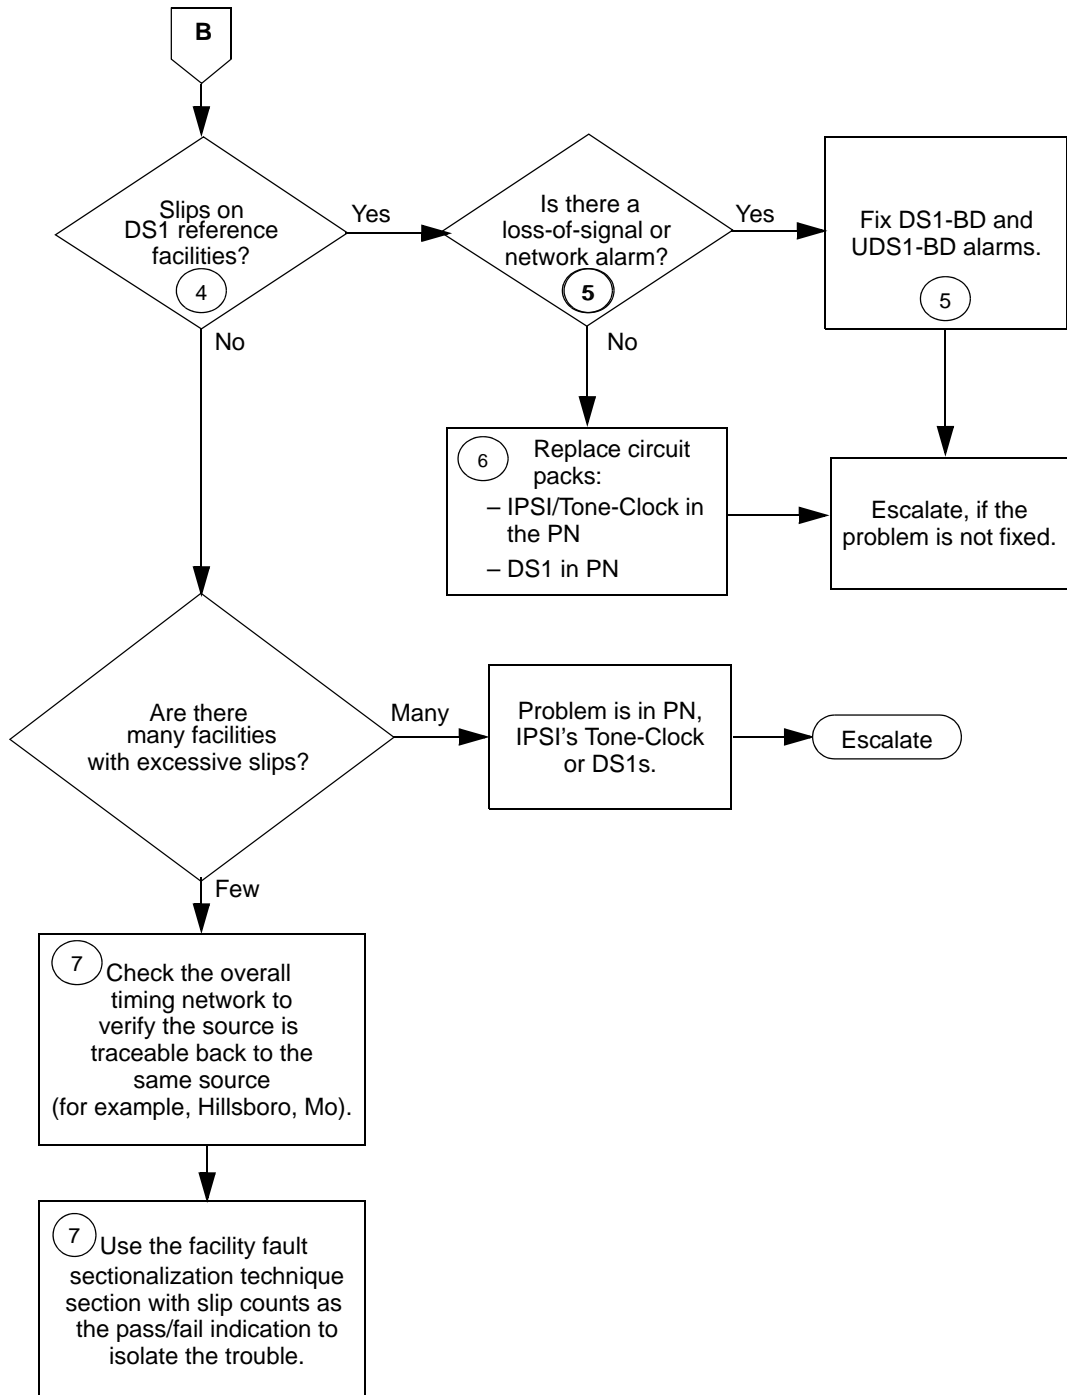 B
Slips on
DS1 reference
facilities?
4
Yes
No
Is there a
loss-of-signal or
network alarm?
5
Yes
No
Fix DS1-BD and
UDS1-BD alarms.
5
6 Replace circuit
packs:
– IPSI/Tone-Clock in
the PN
– DS1 in PN
Escalate, if the
problem is not fixed.
Are there
many facilities
with excessive slips?
Many
Few
Problem is in PN,
IPSI's Tone-Clock
or DS1s.
Escalate
7 Check the overall
timing network to
verify the source is
traceable back to the
same source
(for example, Hillsboro, Mo).
7 Use the facility fault
sectionalization technique
section with slip counts as
the pass/fail indication to
isolate the trouble.